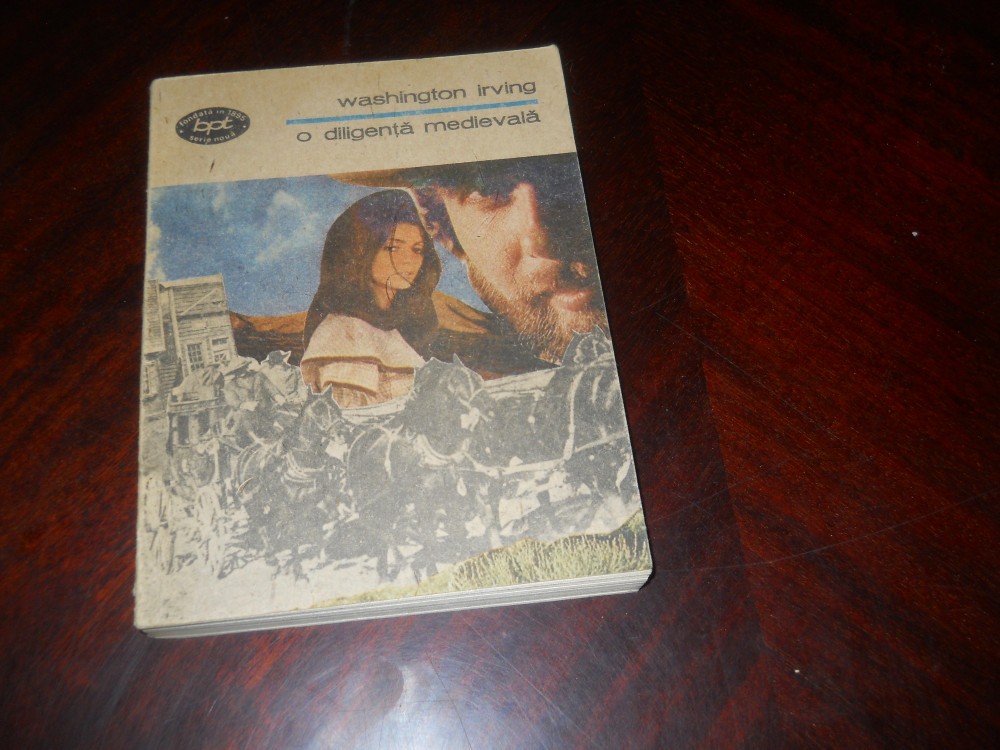 washington irving
o diligență medievală
fondată în 1895
bpt
serie nouă